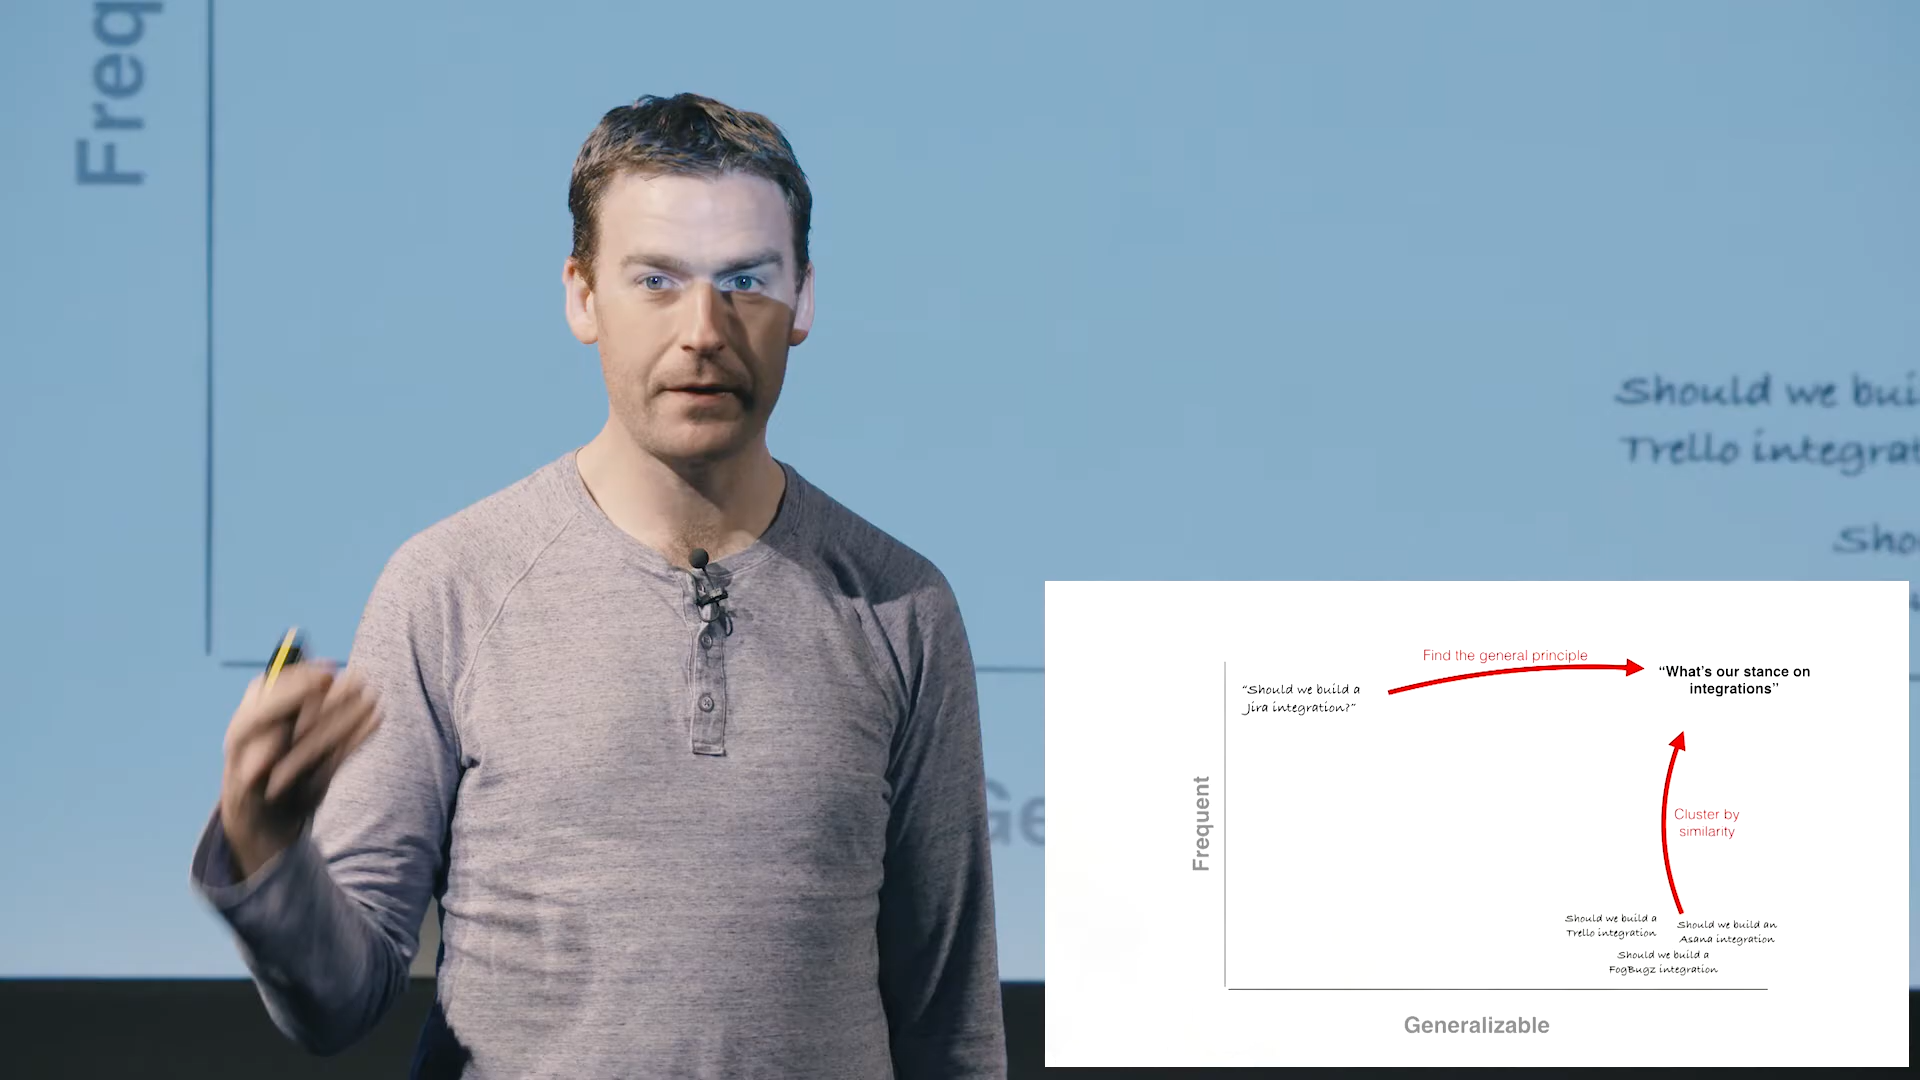 Freq
Should we bui
Trello integrat
Sho
Ge
Find the general principle
“Should we build a
Jira integration?”
“What’s our stance on
integrations”
Frequent
Cluster by
similarity
Should we build a
Trello integration
Should we build an
Asana integration
Should we build a
FogBugz integration
Generalizable